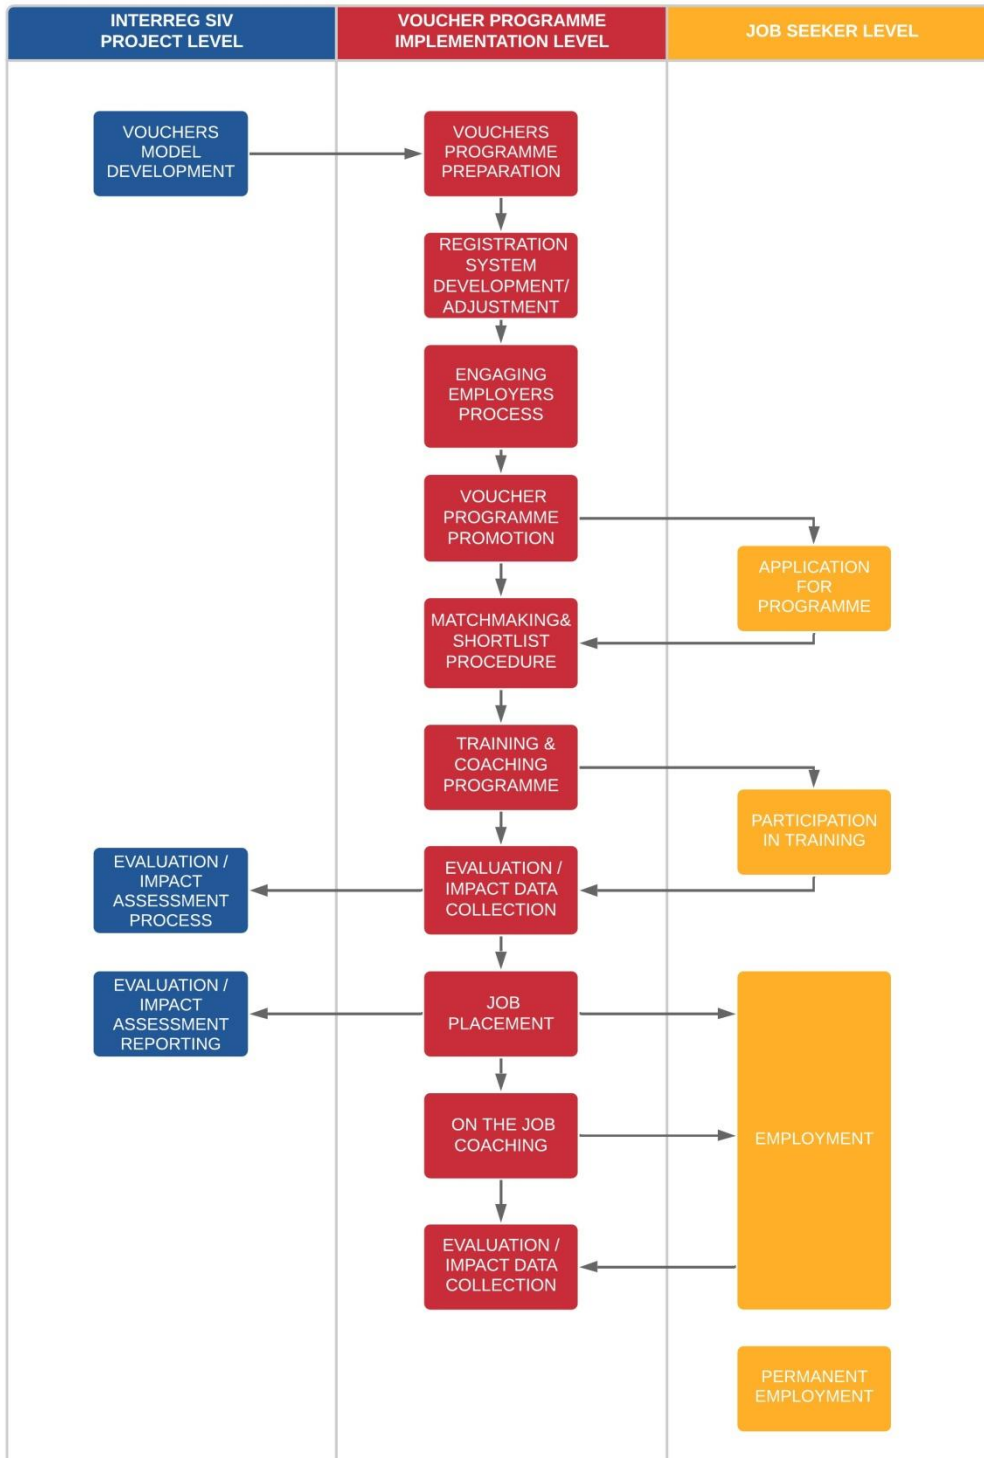 INTERREG SIV
PROJECT LEVEL
VOUCHER PROGRAMME
IMPLEMENTATION LEVEL
JOB SEEKER LEVEL
VOUCHERS
MODEL
DEVELOPMENT
VOUCHERS
PROGRAMME
PREPARATION
REGISTRATION
SYSTEM
DEVELOPMENT/
ADJUSTMENT
ENGAGING
EMPLOYERS
PROCESS
VOUCHER
PROGRAMME
PROMOTION
APPLICATION
FOR
PROGRAMME
MATCHMAKING&
SHORTLIST
PROCEDURE
TRAINING &
COACHING
PROGRAMME
PARTICIPATION
IN TRAINING
EVALUATION /
IMPACT DATA
COLLECTION
EVALUATION /
IMPACT
ASSESSMENT
PROCESS
JOB
PLACEMENT
EVALUATION /
IMPACT
ASSESSMENT
REPORTING
EMPLOYMENT
ON THE JOB
COACHING
EVALUATION /
IMPACT DATA
COLLECTION
PERMANENT
EMPLOYMENT